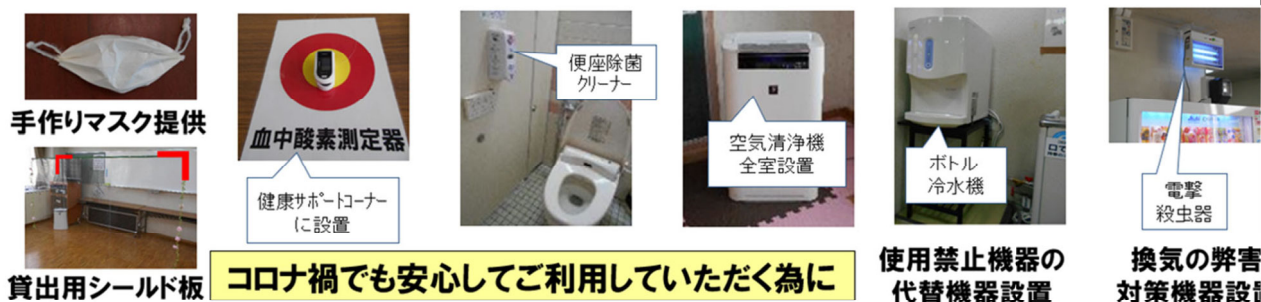 手作りマスク提供
血中酸素測定器
健康サポートコーナー
に設置
便座除菌
クリーナー
空気清浄機
全室設置
ボトル
冷水機
電撃
殺虫器
貸出用シールド板
コロナ禍でも安心してご利用していただく為に
使用禁止機器の
代替機器設置
換気の弊害
対策機器設置